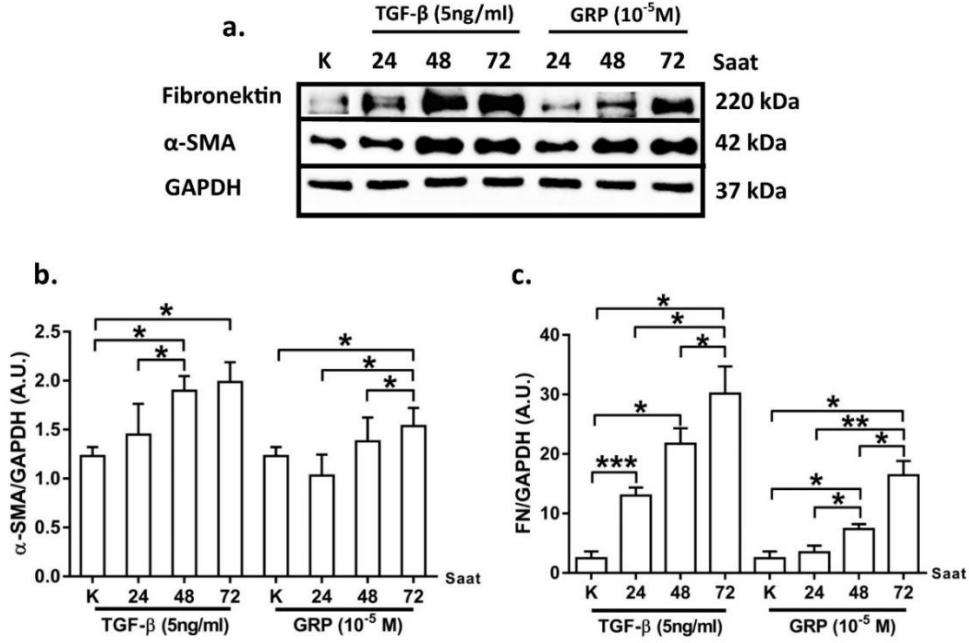 a.
TGF-β (5ng/ml) GRP (10⁻⁵M)
K 24 48 72 24 48 72 Saat
Fibronektin 220 kDa
α-SMA 42 kDa
GAPDH 37 kDa
b.
α-SMA/GAPDH (A.U.)
2.5
2.0
1.5
1.0
0.5
0.0
* * * * * *
K 24 48 72 K 24 48 72 Saat
TGF-β (5ng/ml) GRP (10⁻⁵ M)
c.
FN/GAPDH (A.U.)
40
30
20
10
0
* * * * *** * ** * * *
K 24 48 72 K 24 48 72 Saat
TGF-β (5ng/ml) GRP (10⁻⁵ M)